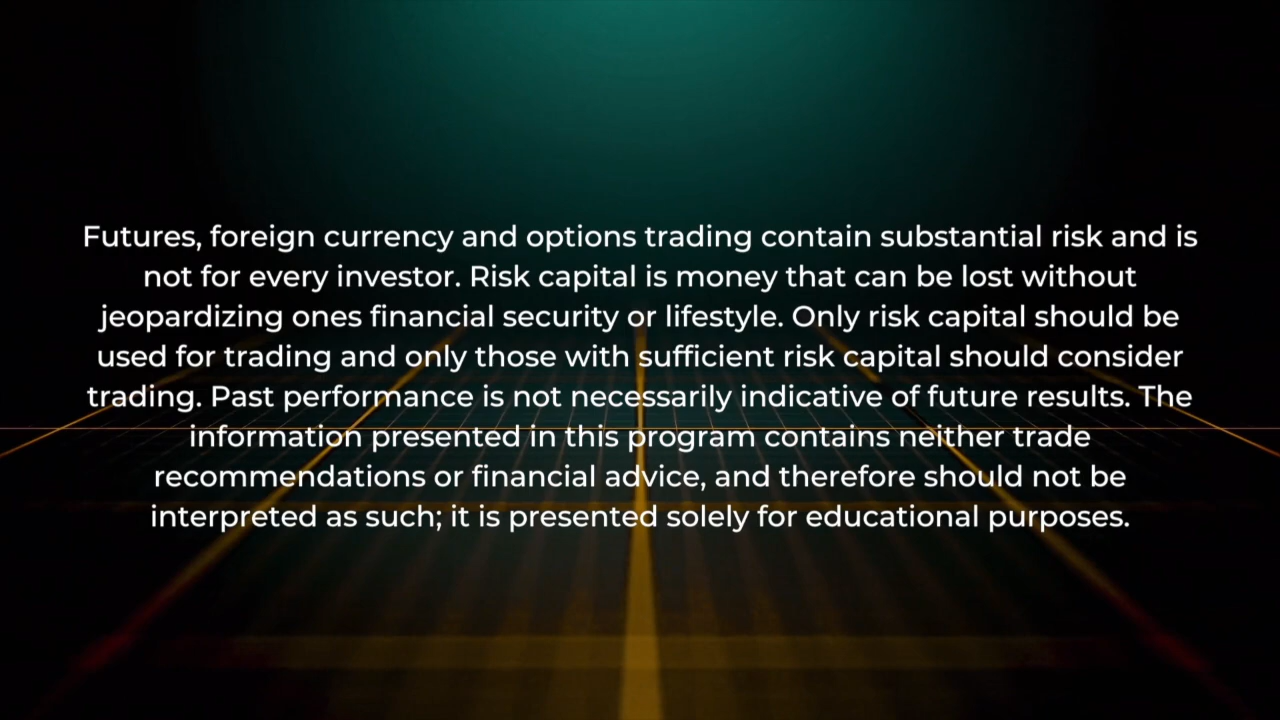 Futures, foreign currency and options trading contain substantial risk and is
not for every investor. Risk capital is money that can be lost without
jeopardizing ones financial security or lifestyle. Only risk capital should be
used for trading and only those with sufficient risk capital should consider
trading. Past performance is not necessarily indicative of future results. The
information presented in this program contains neither trade
recommendations or financial advice, and therefore should not be
interpreted as such; it is presented solely for educational purposes.